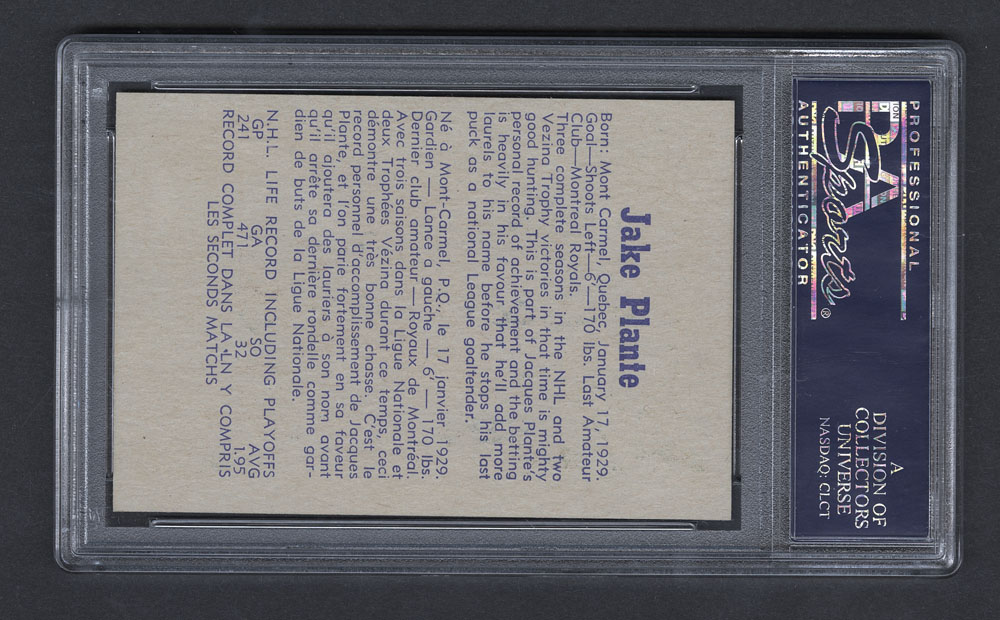 PROFESSIONAL
PSA
Sports®
AUTHENTICATOR
A
DIVISION OF
COLLECTORS
UNIVERSE
NASDAQ: CLCT
Jake Plante
Born: Mont Carmel, Quebec, January 17, 1929.
Goal—Shoots Left—6'—170 lbs. Last Amateur
Club—Montreal Royals.
Three complete seasons in the NHL and two
Vezina Trophy victories in that time is mighty
good hunting. This is part of Jacques Plante's
personal record of achievement and the betting
is heavily in his favour that he'll add more
laurels to his name before he stops his last
puck as a national League goaltender.
Né à Mont-Carmel, P.Q., le 17 janvier 1929.
Gardien — Lance a gauche — 6' — 170 lbs.
Dernier club amateur—Royaux de Montréal.
Avec trois saisons dans la Ligue Nationale et
deux Trophées Vézina durant ce temps, ceci
démontre une très bonne chasse. C'est le
record personnel d'accomplissement de Jacques
Plante, et l'on parie fortement en sa faveur
qu'il ajoutera des lauriers à son nom avant
qu'il arrête sa dernière rondelle comme gar-
dien de buts de la Ligue Nationale.
N.H.L. LIFE RECORD INCLUDING PLAYOFFS
GP GA SO AVG
241 471 32 1.95
RECORD COMPLET DANS LA LN Y COMPRIS
LES SECONDS MATCHS